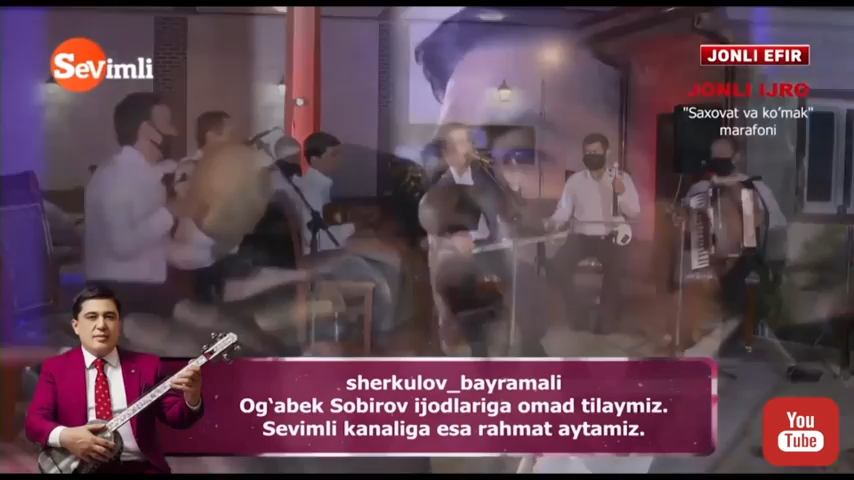 Sevimli
JONLI EFIR
JONLI IJRO
"Saxovat va ko‘mak"
marafoni
sherkulov_bayramali
Og‘abek Sobirov ijodlariga omad tilaymiz.
Sevimli kanaliga esa rahmat aytamiz.
You
Tube